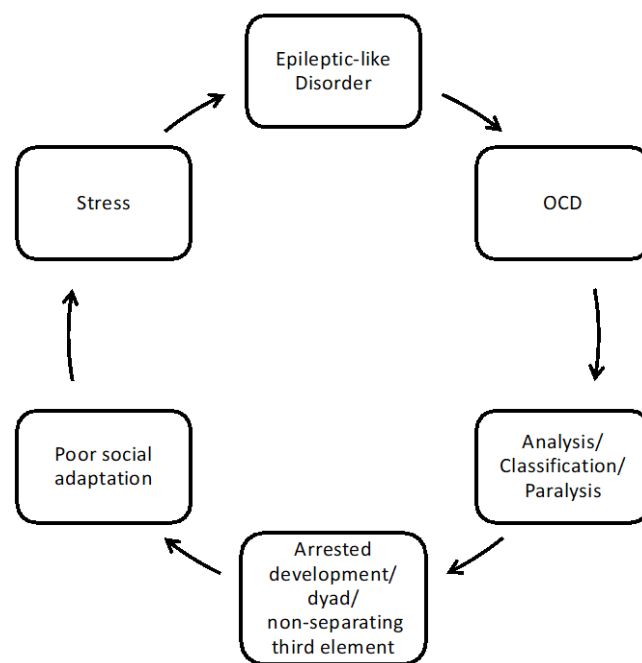 Epileptic-like
Disorder
OCD
Analysis/
Classification/
Paralysis
Arrested
development/
dyad/
non-separating
third element
Poor social
adaptation
Stress